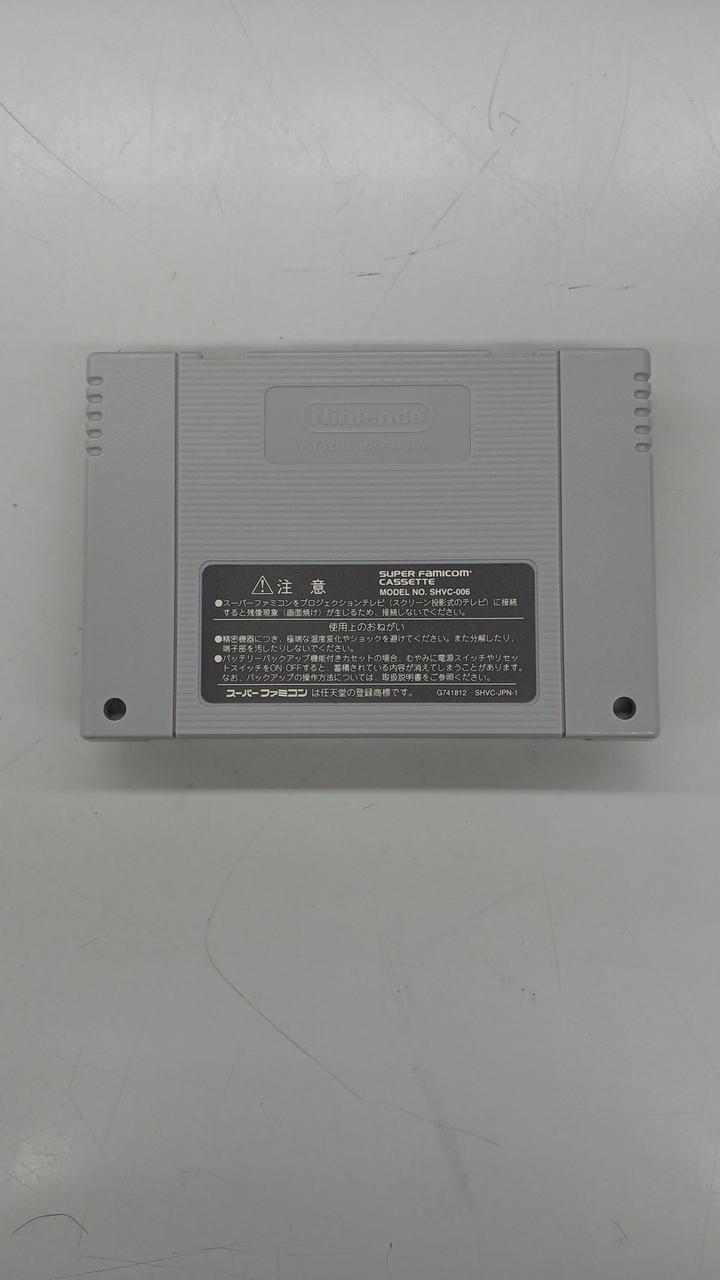 Nintendo
PAT. PEND. MADE IN JAPAN
⚠注 意
SUPER FAMICOM
CASSETTE
MODEL NO. SHVC-006
●スーパーファミコンをプロジェクションテレビ（スクリーン投影式のテレビ）に接続
すると残像現象（画面焼け）が生じるため、接続しないでください。
使用上のおねがい
●精密機器につき、極端な温度変化やショックを避けてください。また分解したり、
端子部を汚したりしないでください。
●バッテリーバックアップ機能付きカセットの場合、むやみに電源スイッチやリセッ
トスイッチをON・OFFすると、蓄積されている内容が消えてしまうことがあります。
なお、バックアップの操作方法については、取扱説明書をご参照ください。
スーパーファミコン は任天堂の登録商標です。 G741812 SHVC-JPN-1